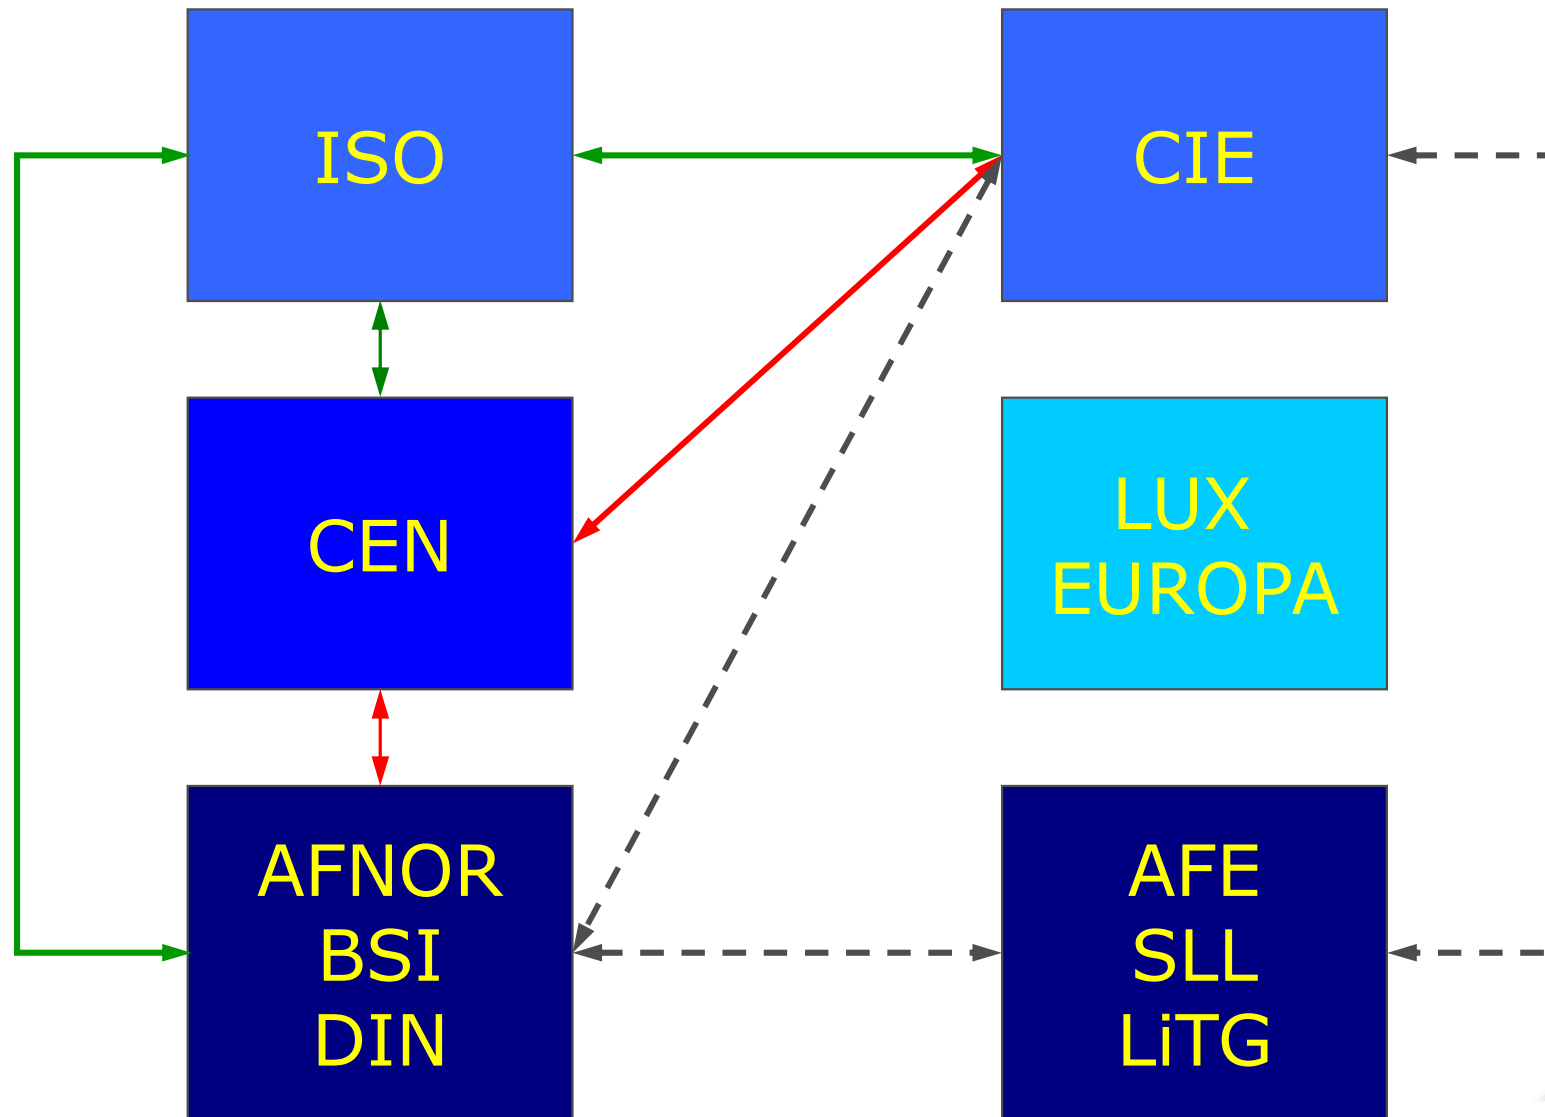 ISO
CIE
CEN
LUX
EUROPA
AFNOR
BSI
DIN
AFE
SLL
LiTG